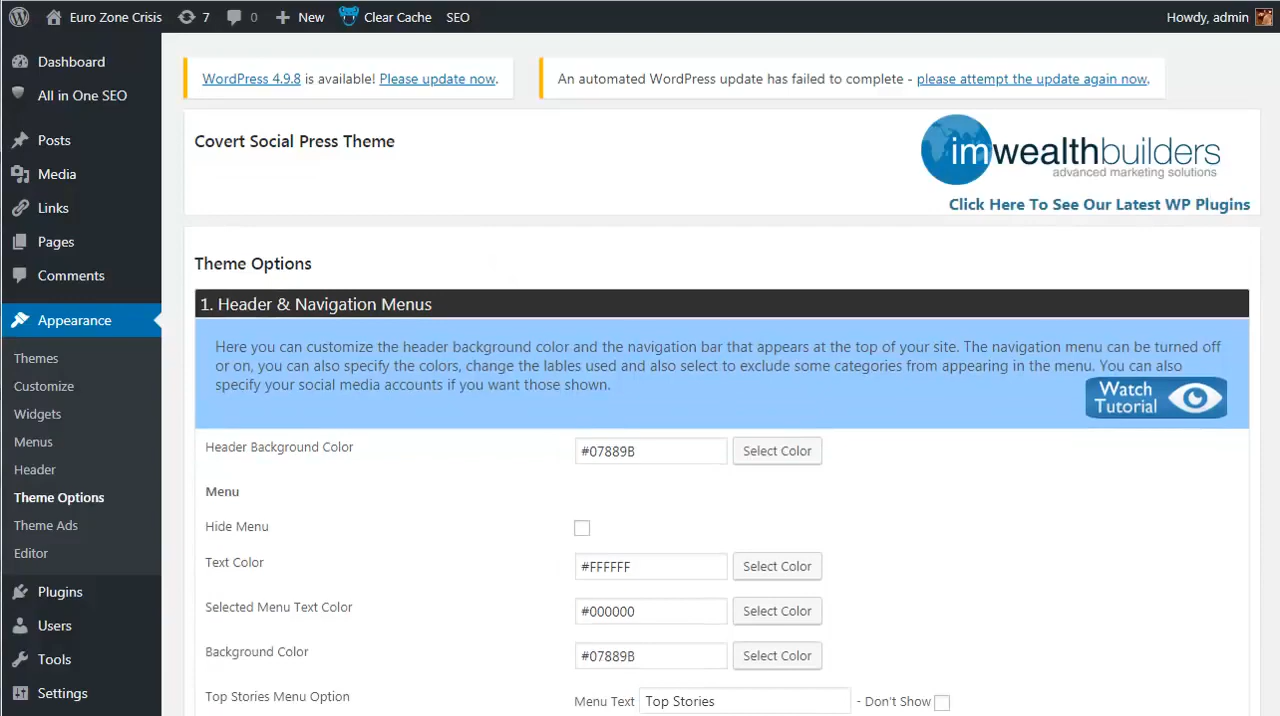 Euro Zone Crisis 7 0 New Clear Cache SEO Howdy, admin
Dashboard
All in One SEO
Posts
Media
Links
Pages
Comments
Appearance
Themes
Customize
Widgets
Menus
Header
Theme Options
Theme Ads
Editor
Plugins
Users
Tools
Settings
WordPress 4.9.8 is available! Please update now.
An automated WordPress update has failed to complete - please attempt the update again now.
Covert Social Press Theme
imwealthbuilders
advanced marketing solutions
Click Here To See Our Latest WP Plugins
Theme Options
1. Header & Navigation Menus
Here you can customize the header background color and the navigation bar that appears at the top of your site. The navigation menu can be turned off
or on, you can also specify the colors, change the lables used and also select to exclude some categories from appearing in the menu. You can also
specify your social media accounts if you want those shown.
Watch
Tutorial
Header Background Color #07889B Select Color
Menu
Hide Menu
Text Color #FFFFFF Select Color
Selected Menu Text Color #000000 Select Color
Background Color #07889B Select Color
Top Stories Menu Option Menu Text Top Stories - Don't Show